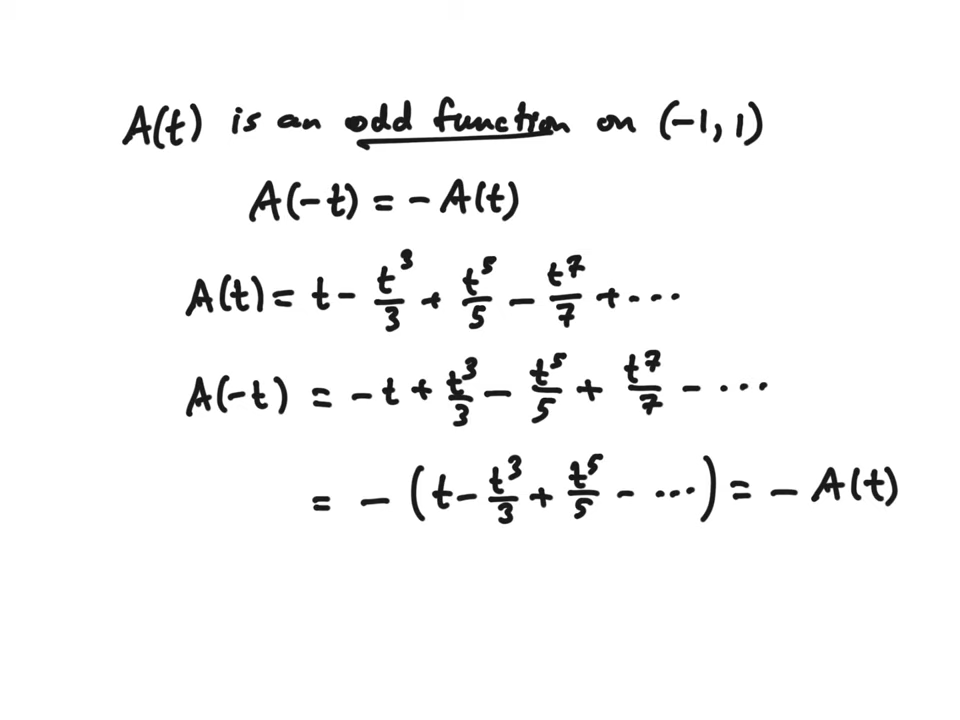 A(t) is an odd function on (-1, 1)
A(-t) = - A(t)
A(t) = t - t³/3 + t⁵/5 - t⁷/7 + ...
A(-t) = - t + t³/3 - t⁵/5 + t⁷/7 - ...
= - (t - t³/3 + t⁵/5 - ...) = - A(t)